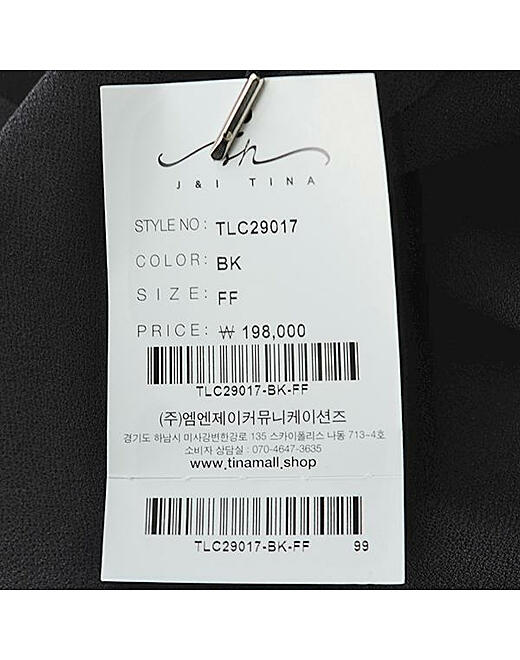 J&I TINA
STYLE NO: TLC29017
COLOR: BK
SIZE: FF
PRICE: ₩ 198,000
TLC29017-BK-FF
(주)엠엔제이커뮤니케이션즈
경기도 하남시 미사강변한강로 135 스카이폴리스 나동 713-4호
소비자 상담실 : 070-4647-3635
www.tinamall.shop
TLC29017-BK-FF 99